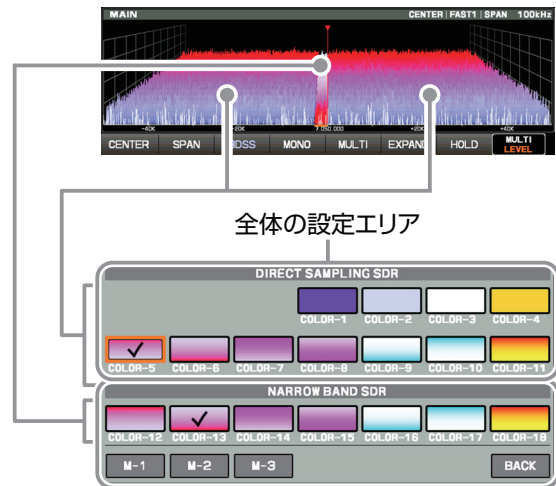 MAIN CENTER FAST1 SPAN 100kHz
-40K -20K 7.050.000 +20K +40K
CENTER SPAN 3DSS MONO MULTI EXPAND HOLD MULTI LEVEL
全体の設定エリア
DIRECT SAMPLING SDR
COLOR-1 COLOR-2 COLOR-3 COLOR-4
COLOR-5 COLOR-6 COLOR-7 COLOR-8 COLOR-9 COLOR-10 COLOR-11
NARROW BAND SDR
COLOR-12 COLOR-13 COLOR-14 COLOR-15 COLOR-16 COLOR-17 COLOR-18
M-1 M-2 M-3 BACK